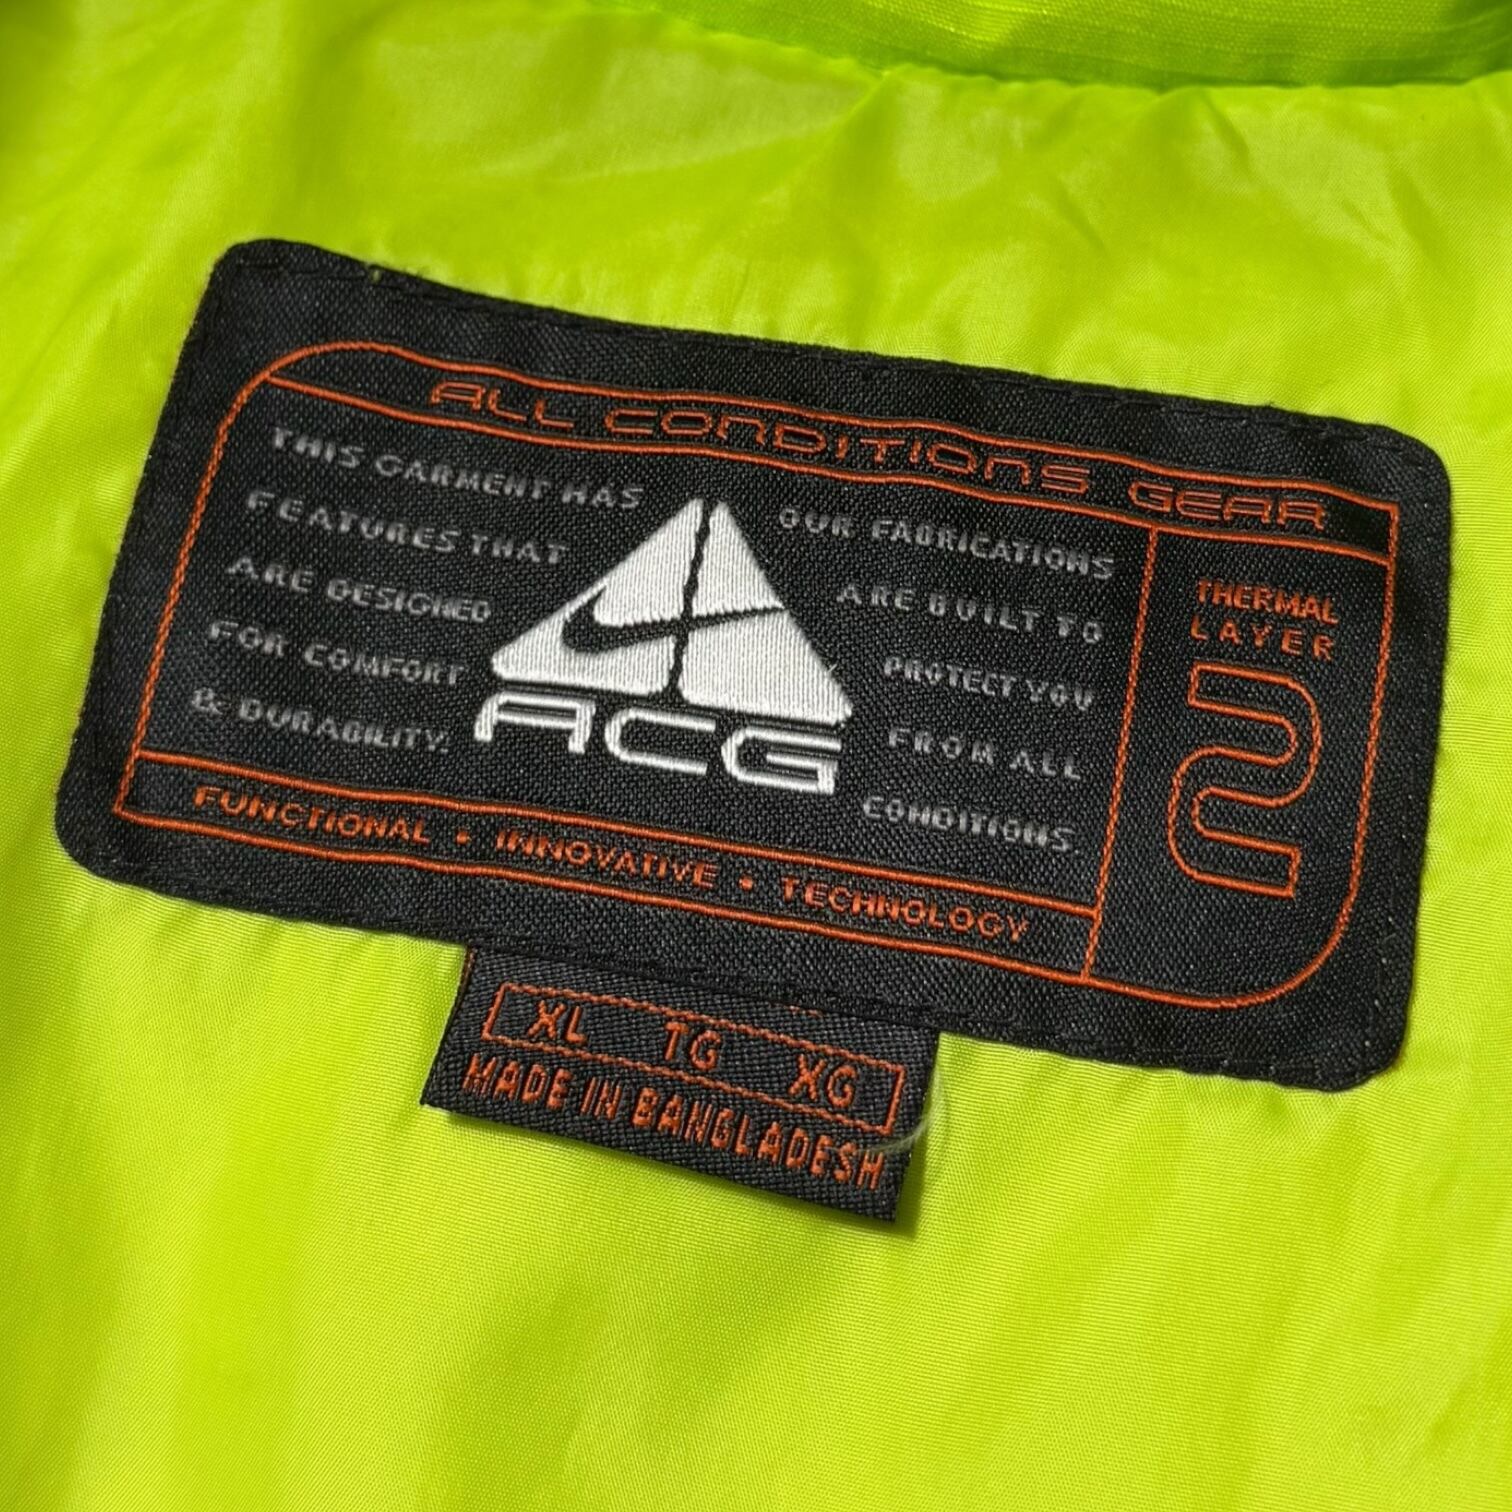 ALL CONDITIONS GEAR
THIS GARMENT HAS
FEATURES THAT
ARE DESIGNED
FOR COMFORT
& DURABILITY.
ACG
OUR FABRICATIONS
ARE BUILT TO
PROTECT YOU
FROM ALL
CONDITIONS
THERMAL
LAYER
2
FUNCTIONAL • INNOVATIVE • TECHNOLOGY
XL TG XG
MADE IN BANGLADESH